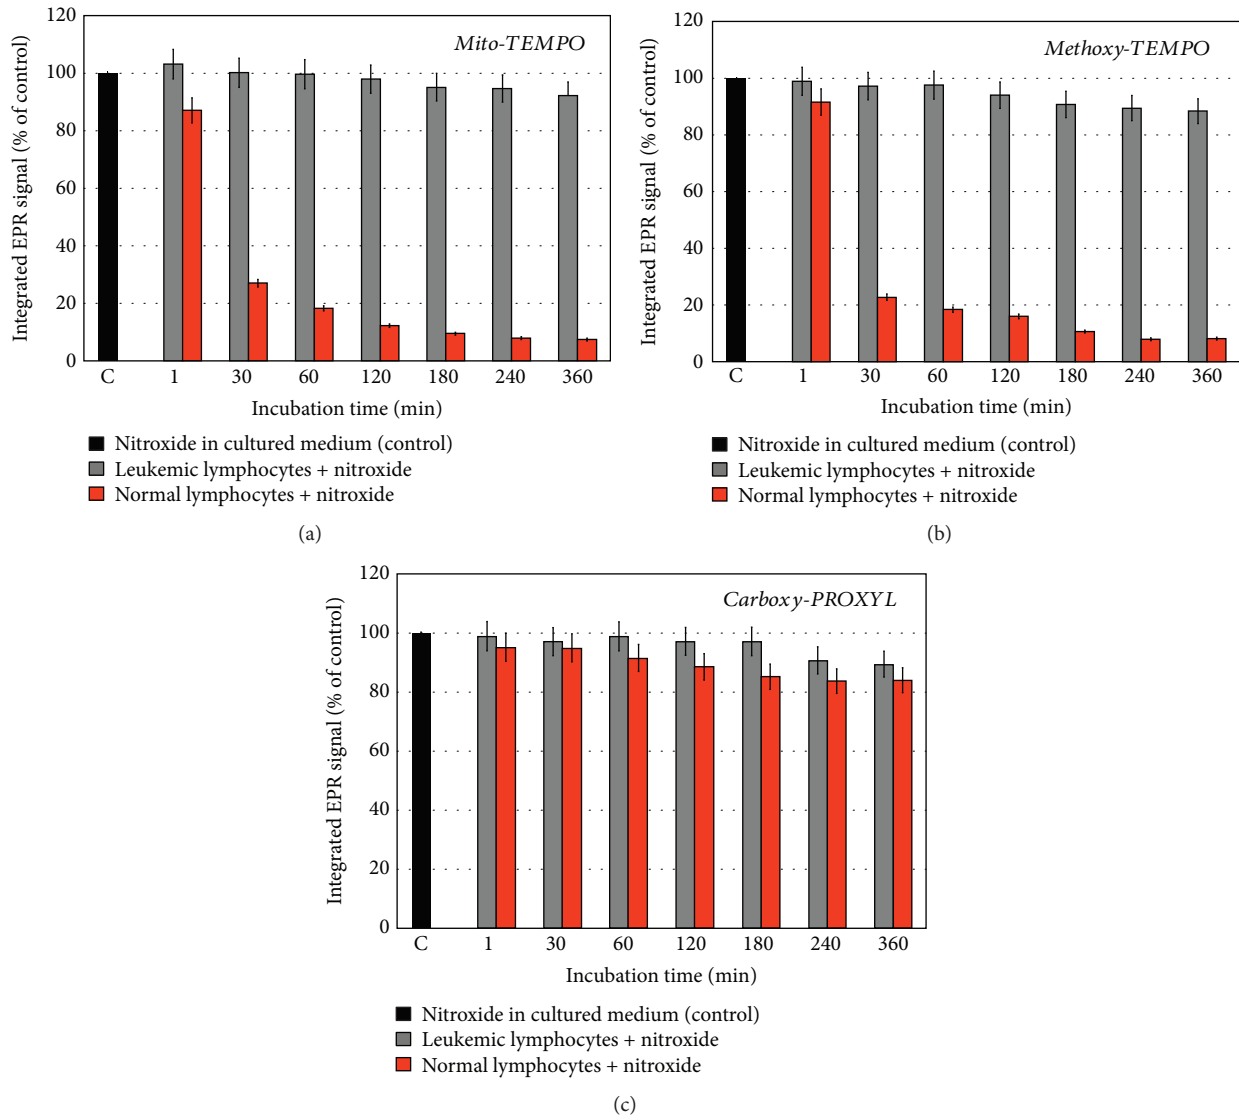 Mito-TEMPO
Integrated EPR signal (% of control)
120
100
80
60
40
20
0
C 1 30 60 120 180 240 360
Incubation time (min)
Nitroxide in cultured medium (control)
Leukemic lymphocytes + nitroxide
Normal lymphocytes + nitroxide
(a)
Methoxy-TEMPO
Integrated EPR signal (% of control)
120
100
80
60
40
20
0
C 1 30 60 120 180 240 360
Incubation time (min)
Nitroxide in cultured medium (control)
Leukemic lymphocytes + nitroxide
Normal lymphocytes + nitroxide
(b)
Carboxy-PROXYL
Integrated EPR signal (% of control)
120
100
80
60
40
20
0
C 1 30 60 120 180 240 360
Incubation time (min)
Nitroxide in cultured medium (control)
Leukemic lymphocytes + nitroxide
Normal lymphocytes + nitroxide
(c)